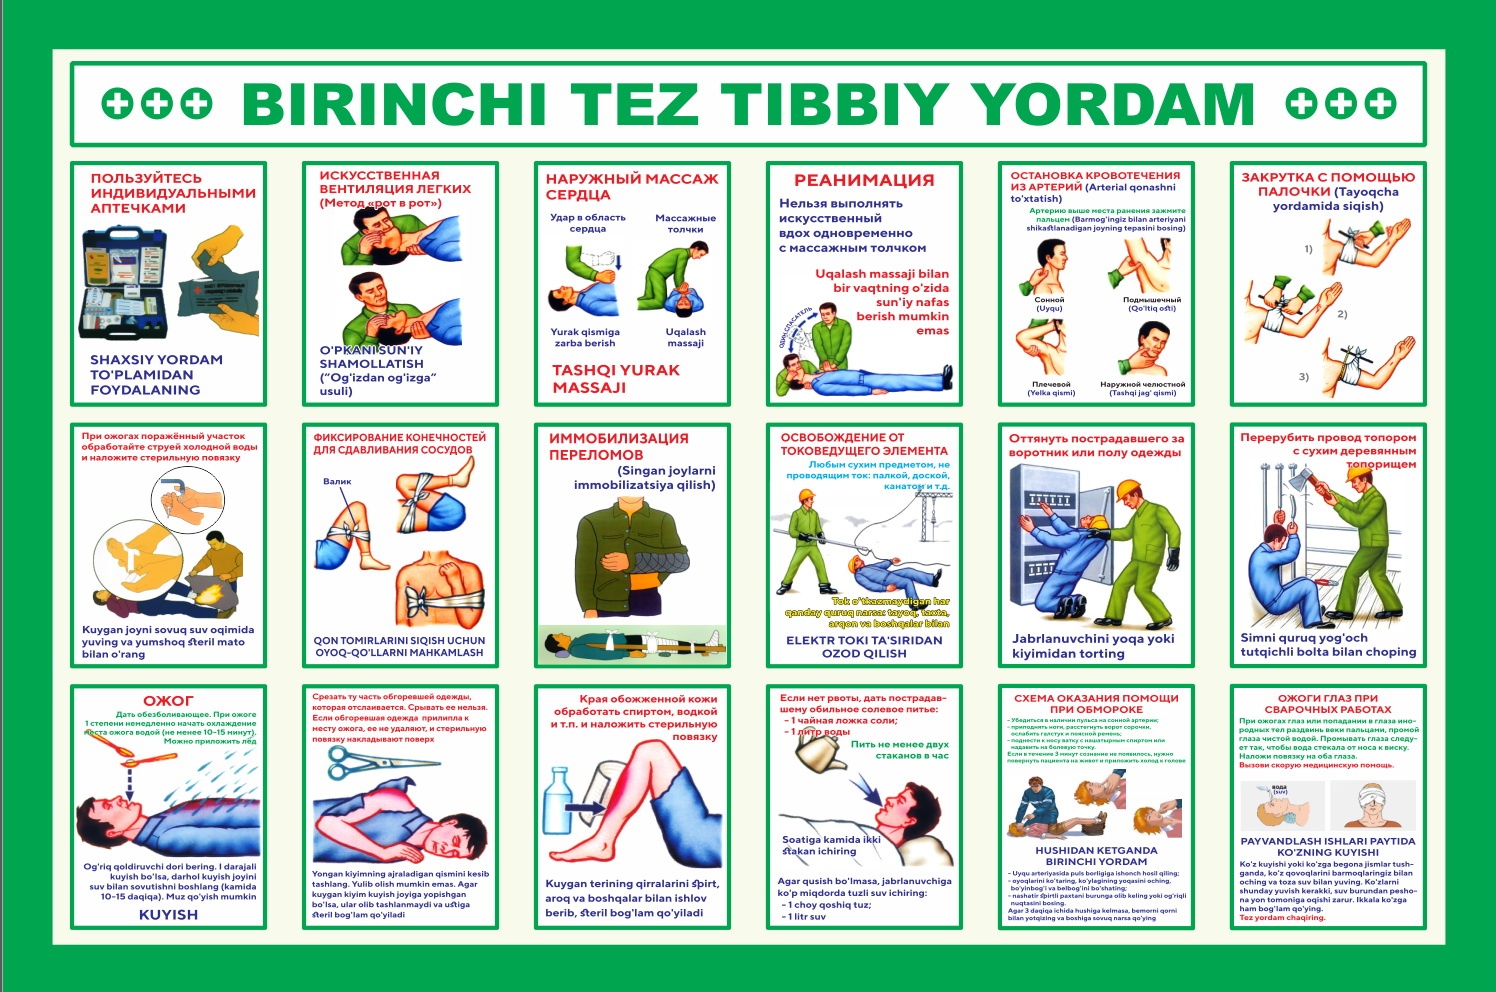 BIRINCHI TEZ TIBBIY YORDAM
ПОЛЬЗУЙТЕСЬ
ИНДИВИДУАЛЬНЫМИ
АПТЕЧКАМИ
SHAXSIY YORDAM
TO'PLAMIDAN
FOYDALANING
ИСКУССТВЕННАЯ
ВЕНТИЛЯЦИЯ ЛЕГКИХ
(Метод «рот в рот»)
O'PKANI SUN'IY
SHAMOLLATISH
("Og'izdan og'izga"
usuli)
НАРУЖНЫЙ МАССАЖ
СЕРДЦА
Удар в область
сердца
Массажные
толчки
Yurak qismiga
zarba berish
Uqalash
massaji
TASHQI YURAK
MASSAJI
РЕАНИМАЦИЯ
Нельзя выполнять
искусственный
вдох одновременно
с массажным толчком
Uqalash massaji bilan
bir vaqtning o'zida
sun'iy nafas
berish mumkin
emas
ОДИН СПАСАТЕЛЬ
ОСТАНОВКА КРОВОТЕЧЕНИЯ
ИЗ АРТЕРИЙ (Arterial qonashni
to'xtatish)
Артерию выше места ранения зажмите
пальцем (Barmog'ingiz bilan arteriyani
shikastlanadigan joyning tepasini bosing)
Сонной
(Uyqu)
Подмышечный
(Qo'ltiq osti)
Плечевой
(Yelka qismi)
Наружной челюстной
(Tashqi jag' qismi)
ЗАКРУТКА С ПОМОЩЬЮ
ПАЛОЧКИ (Tayoqcha
yordamida siqish)
1)
2)
3)
При ожогах поражённый участок
обработайте струей холодной воды
и наложите стерильную повязку
Kuygan joyni sovuq suv oqimida
yuving va yumshoq steril mato
bilan o'rang
ФИКСИРОВАНИЕ КОНЕЧНОСТЕЙ
ДЛЯ СДАВЛИВАНИЯ СОСУДОВ
Валик
QON TOMIRLARINI SIQISH UCHUN
OYOQ-QO'LLARNI MAHKAMLASH
ИММОБИЛИЗАЦИЯ
ПЕРЕЛОМОВ
(Singan joylarni
immobilizatsiya qilish)
ОСВОБОЖДЕНИЕ ОТ
ТОКОВЕДУЩЕГО ЭЛЕМЕНТА
Любым сухим предметом, не
проводящим ток: палкой, доской,
канатом и т.д.
Tok o'tkazmaydigan har
qanday quruq narsa: tayoq, taxta,
arqon va boshqalar bilan
ELEKTR TOKI TA'SIRIDAN
OZOD QILISH
Оттянуть пострадавшего за
воротник или полу одежды
Jabrlanuvchini yoqa yoki
kiyimidan torting
Перерубить провод топором
с сухим деревянным
топорищем
Simni quruq yog'och
tutqichli bolta bilan choping
ОЖОГ
Дать обезболивающее. При ожоге
1 степени немедленно начать охлаждение
места ожога водой (не менее 10-15 минут).
Можно приложить лёд
Og'riq qoldiruvchi dori bering. I darajali
kuyish bo'lsa, darhol kuyish joyini
suv bilan sovutishni boshlang (kamida
10-15 daqiqa). Muz qo'yish mumkin
KUYISH
Срезать ту часть обгоревшей одежды,
которая отслаивается. Срывать ее нельзя.
Если обгоревшая одежда прилипла к
месту ожога, ее не удаляют, и стерильную
повязку накладывают поверх
Yongan kiyimning ajraladigan qismini kesib
tashlang. Yulib olish mumkin emas. Agar
kuygan kiyim kuyish joyiga yopishgan
bo'lsa, ular olib tashlanmaydi va ustiga
steril bog'lam qo'yiladi
Края обожженной кожи
обработать спиртом, водкой
и т.п. и наложить стерильную
повязку
Kuygan terining qirralarini spirt,
aroq va boshqalar bilan ishlov
berib, steril bog'lam qo'yiladi
Если нет рвоты, дать пострадав-
шему обильное солевое питье:
- 1 чайная ложка соли;
- 1 литр воды
Пить не менее двух
стаканов в час
Soatiga kamida ikki
stakan ichiring
Agar qusish bo'lmasa, jabrlanuvchiga
ko'p miqdorda tuzli suv ichiring:
- 1 choy qoshiq tuz;
- 1 litr suv
СХЕМА ОКАЗАНИЯ ПОМОЩИ
ПРИ ОБМОРОКЕ
- Убедиться в наличии пульса на сонной артерии;
- приподнять ноги, расстегнуть ворот сорочки,
ослабить галстук и поясной ремень;
- поднести к носу ватку с нашатырным спиртом или
надавить на болевую точку.
Если в течение 3 минут сознание не появилось, нужно
повернуть пациента на живот и приложить холод к голове
HUSHIDAN KETGANDA
BIRINCHI YORDAM
- Uyqu arteriyasida puls borligiga ishonch hosil qiling;
- oyoqlarini ko'taring, ko'ylagining yoqasini oching,
bo'yinbog'i va belbog'ini bo'shating;
- nashatir spirtli paxtani burunga olib keling yoki og'riqli
nuqtasini bosing.
Agar 3 daqiqa ichida hushiga kelmasa, bemorni qorni
bilan yotqizing va boshiga sovuq narsa qo'ying
ОЖОГИ ГЛАЗ ПРИ
СВАРОЧНЫХ РАБОТАХ
При ожогах глаз или попадании в глаза ино-
родных тел раздвинь веки пальцами, промой
глаза чистой водой. Промывать глаза следу-
ет так, чтобы вода стекала от носа к виску.
Наложи повязку на оба глаза.
Вызови скорую медицинскую помощь.
вода
(suv)
PAYVANDLASH ISHLARI PAYTIDA
KO'ZNING KUYISHI
Ko'z kuyishi yoki ko'zga begona jismlar tush-
ganda, ko'z qovoqlarini barmoqlaringiz bilan
oching va toza suv bilan yuving. Ko'zlarni
shunday yuvish kerakki, suv burundan pesho-
na yon tomoniga oqishi zarur. Ikkala ko'zga
ham bog'lam qo'ying.
Tez yordam chaqiring.